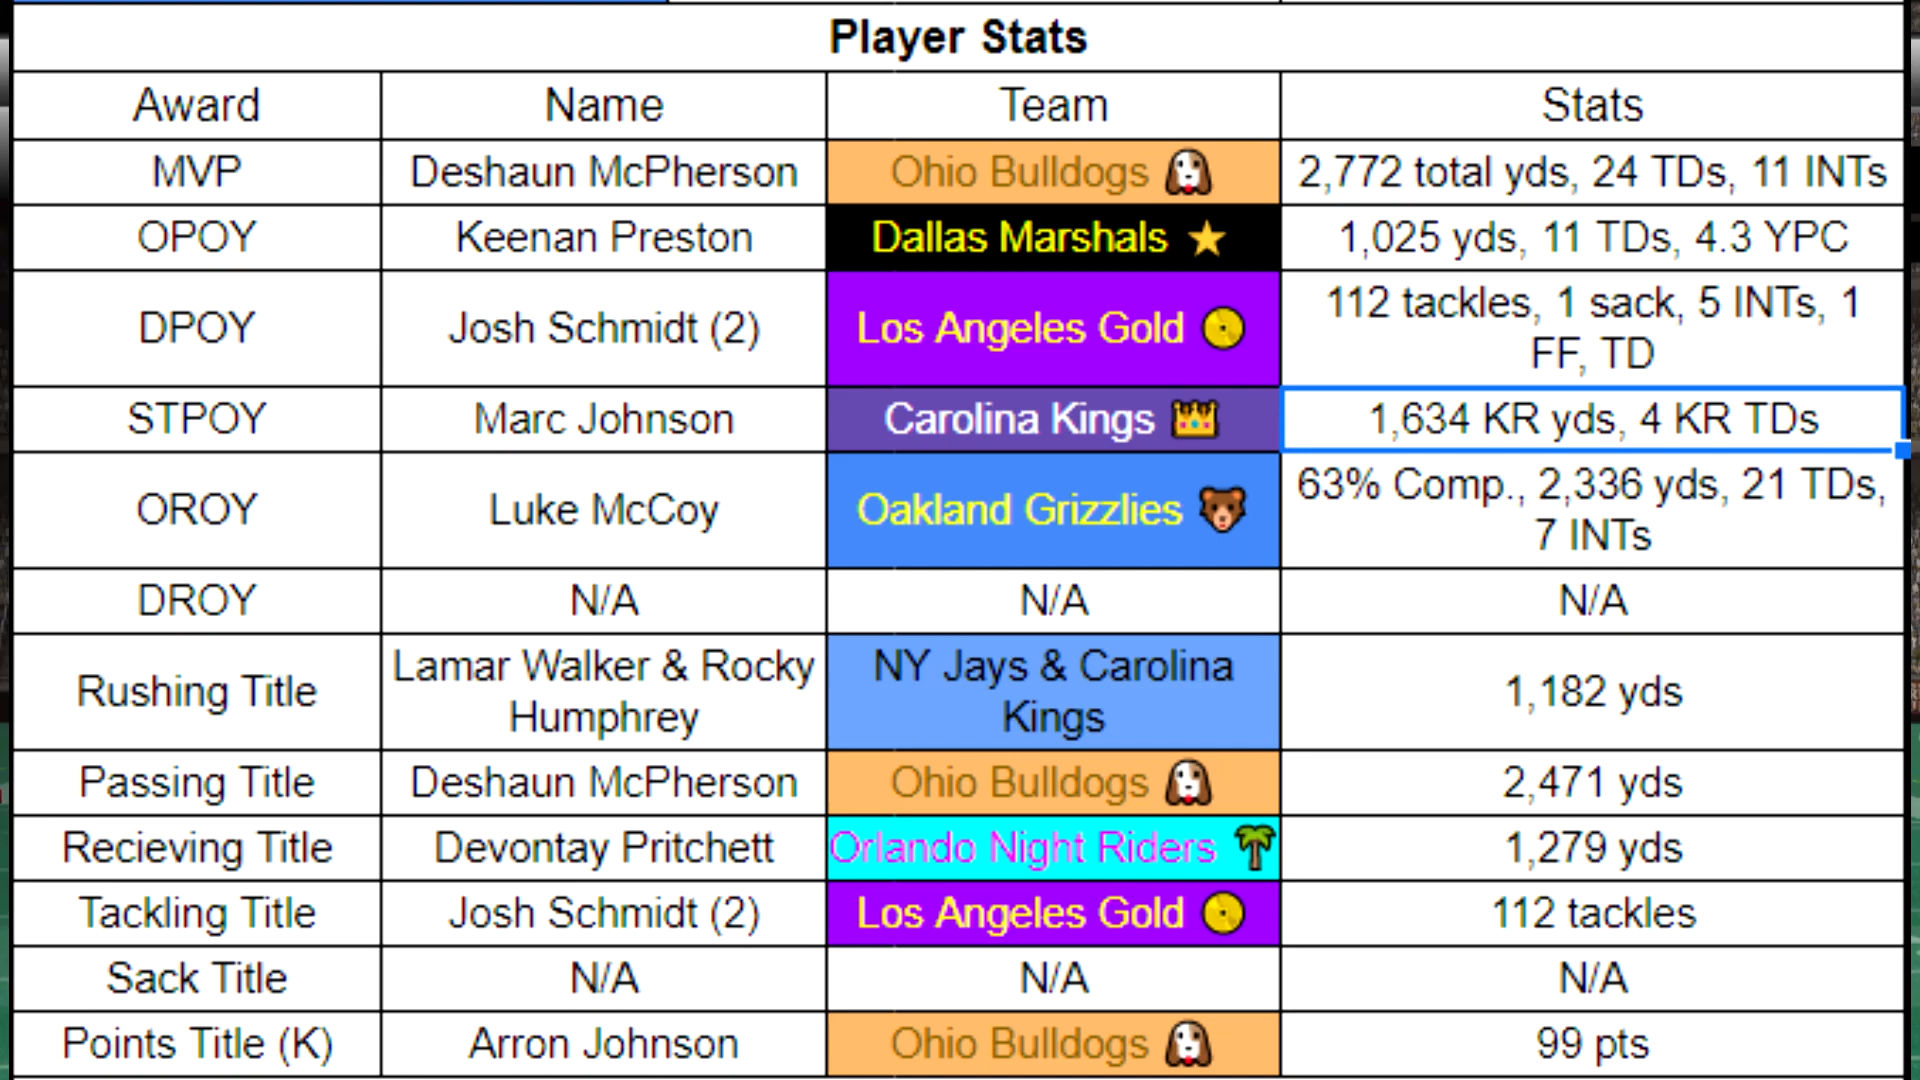 Player Stats
Award Name Team Stats
MVP Deshaun McPherson Ohio Bulldogs 2,772 total yds, 24 TDs, 11 INTs
OPOY Keenan Preston Dallas Marshals 1,025 yds, 11 TDs, 4.3 YPC
DPOY Josh Schmidt (2) Los Angeles Gold 112 tackles, 1 sack, 5 INTs, 1
FF, TD
STPOY Marc Johnson Carolina Kings 1,634 KR yds, 4 KR TDs
OROY Luke McCoy Oakland Grizzlies 63% Comp., 2,336 yds, 21 TDs,
7 INTs
DROY N/A N/A N/A
Rushing Title Lamar Walker & Rocky
Humphrey NY Jays & Carolina
Kings 1,182 yds
Passing Title Deshaun McPherson Ohio Bulldogs 2,471 yds
Recieving Title Devontay Pritchett Orlando Night Riders 1,279 yds
Tackling Title Josh Schmidt (2) Los Angeles Gold 112 tackles
Sack Title N/A N/A N/A
Points Title (K) Arron Johnson Ohio Bulldogs 99 pts